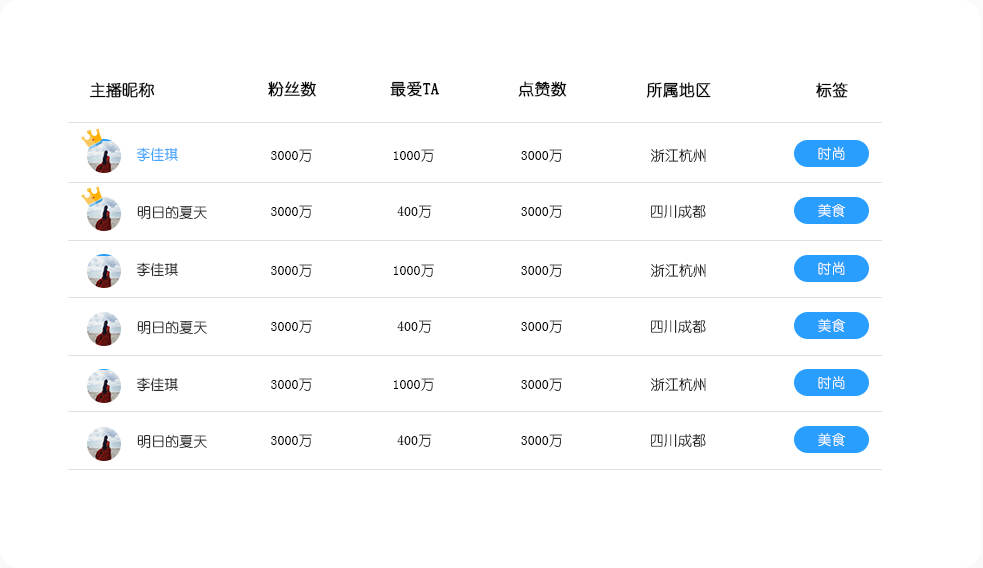 主播昵称 粉丝数 最爱TA 点赞数 所属地区 标签
李佳琪 3000万 1000万 3000万 浙江杭州 时尚
明日的夏天 3000万 400万 3000万 四川成都 美食
李佳琪 3000万 1000万 3000万 浙江杭州 时尚
明日的夏天 3000万 400万 3000万 四川成都 美食
李佳琪 3000万 1000万 3000万 浙江杭州 时尚
明日的夏天 3000万 400万 3000万 四川成都 美食